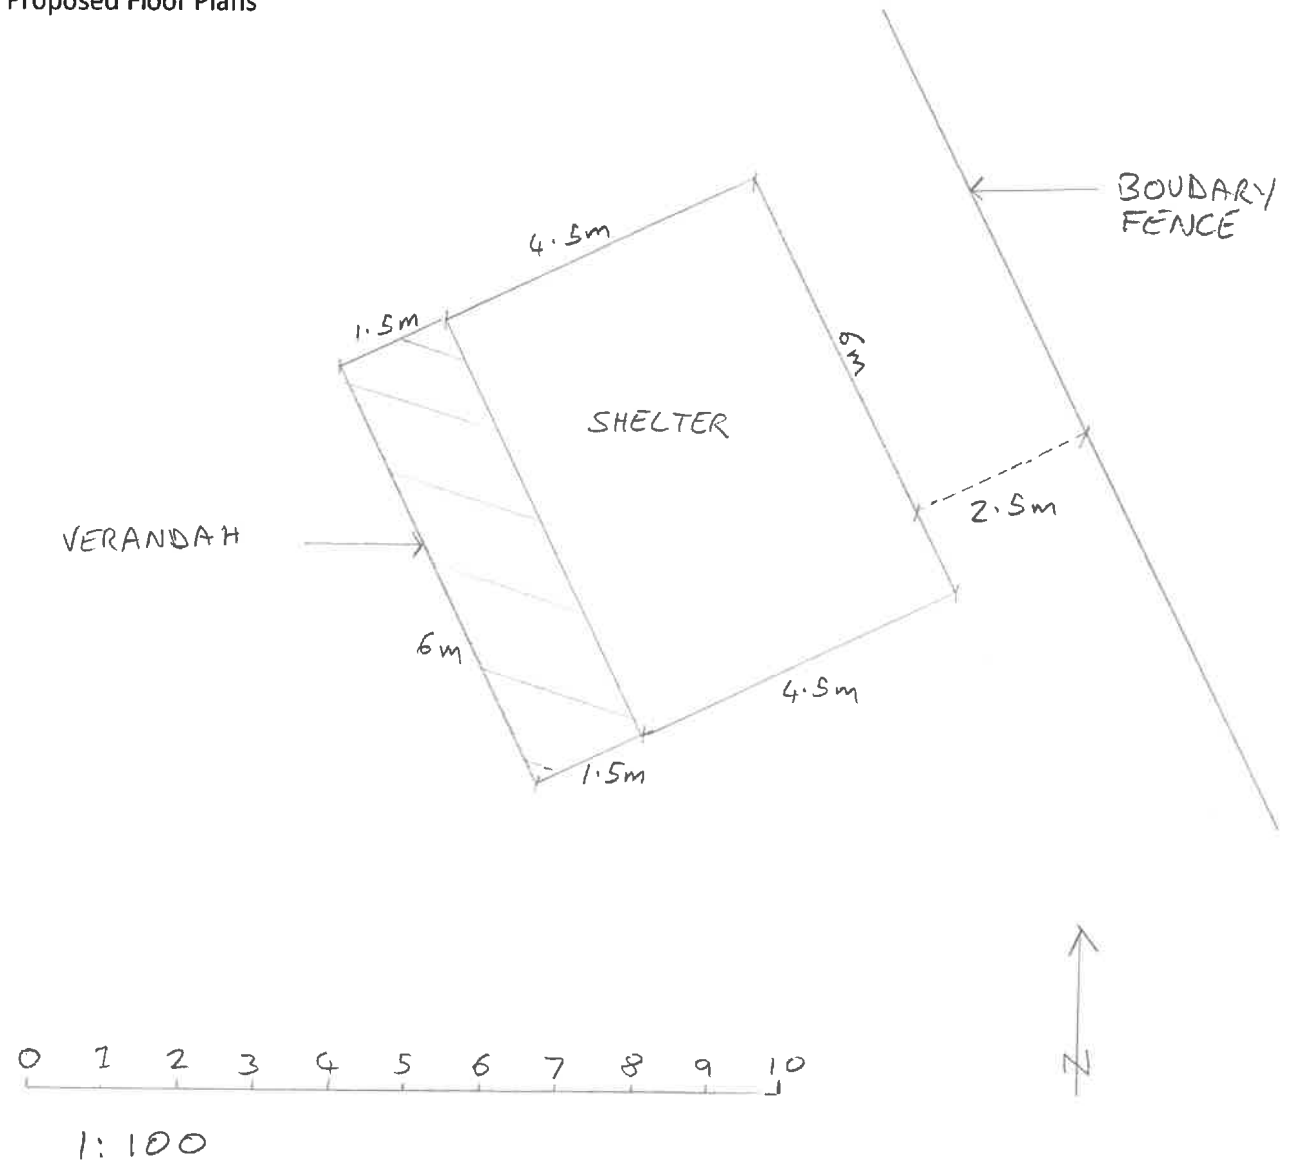 Proposed Floor Plans
BOUDARY
FENCE
4.5m
1.5m
6m
SHELTER
2.5m
VERANDAH
6m
4.5m
1.5m
0 1 2 3 4 5 6 7 8 9 10
N
1:100